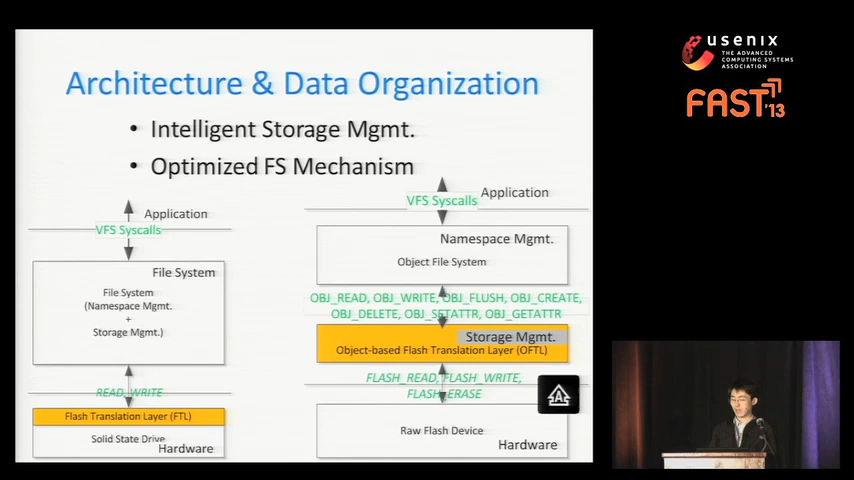 Architecture & Data Organization
• Intelligent Storage Mgmt.
• Optimized FS Mechanism
Application
VFS Syscalls
File System
File System
(Namespace Mgmt.
+
Storage Mgmt.)
READ, WRITE
Flash Translation Layer (FTL)
Solid State Drive
Hardware
Application
VFS Syscalls
Namespace Mgmt.
Object File System
OBJ_READ, OBJ_WRITE, OBJ_FLUSH, OBJ_CREATE,
OBJ_DELETE, OBJ_SETATTR, OBJ_GETATTR
Storage Mgmt.
Object-based Flash Translation Layer (OFTL)
FLASH_READ, FLASH_WRITE,
FLASH_ERASE
A
Raw Flash Device
Hardware
usenix
THE ADVANCED
COMPUTING SYSTEMS
ASSOCIATION
FAST '13